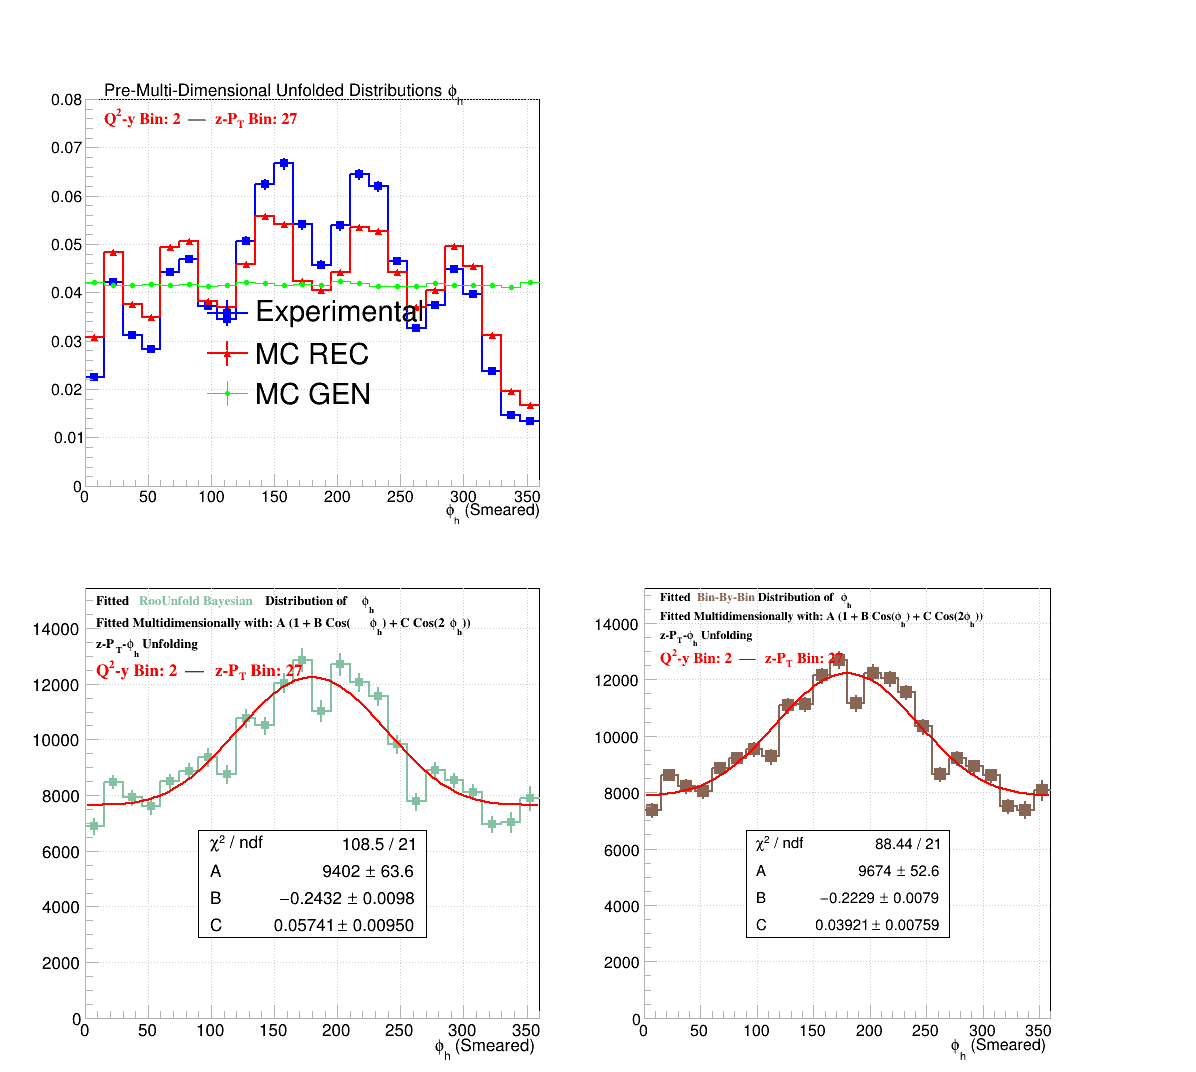 Pre-Multi-Dimensional Unfolded Distributions ϕh
Q²-y Bin: 2 — z-PT Bin: 27
0.08
0.07
0.06
0.05
0.04
0.03
0.02
0.01
0
Experimental
MC REC
MC GEN
0 50 100 150 200 250 300 350
ϕh (Smeared)
Fitted RooUnfold Bayesian Distribution of ϕh
Fitted Multidimensionally with: A (1 + B Cos( ϕh) + C Cos(2 ϕh))
z-PT-ϕh Unfolding
Q²-y Bin: 2 — z-PT Bin: 27
14000
12000
10000
8000
6000
4000
2000
0
χ² / ndf 108.5 / 21
A 9402 ± 63.6
B −0.2432 ± 0.0098
C 0.05741 ± 0.00950
0 50 100 150 200 250 300 350
ϕh (Smeared)
Fitted Bin-By-Bin Distribution of ϕh
Fitted Multidimensionally with: A (1 + B Cos(ϕh) + C Cos(2ϕh))
z-PT-ϕh Unfolding
Q²-y Bin: 2 — z-PT Bin: 27
14000
12000
10000
8000
6000
4000
2000
0
χ² / ndf 88.44 / 21
A 9674 ± 52.6
B −0.2229 ± 0.0079
C 0.03921 ± 0.00759
0 50 100 150 200 250 300 350
ϕh (Smeared)